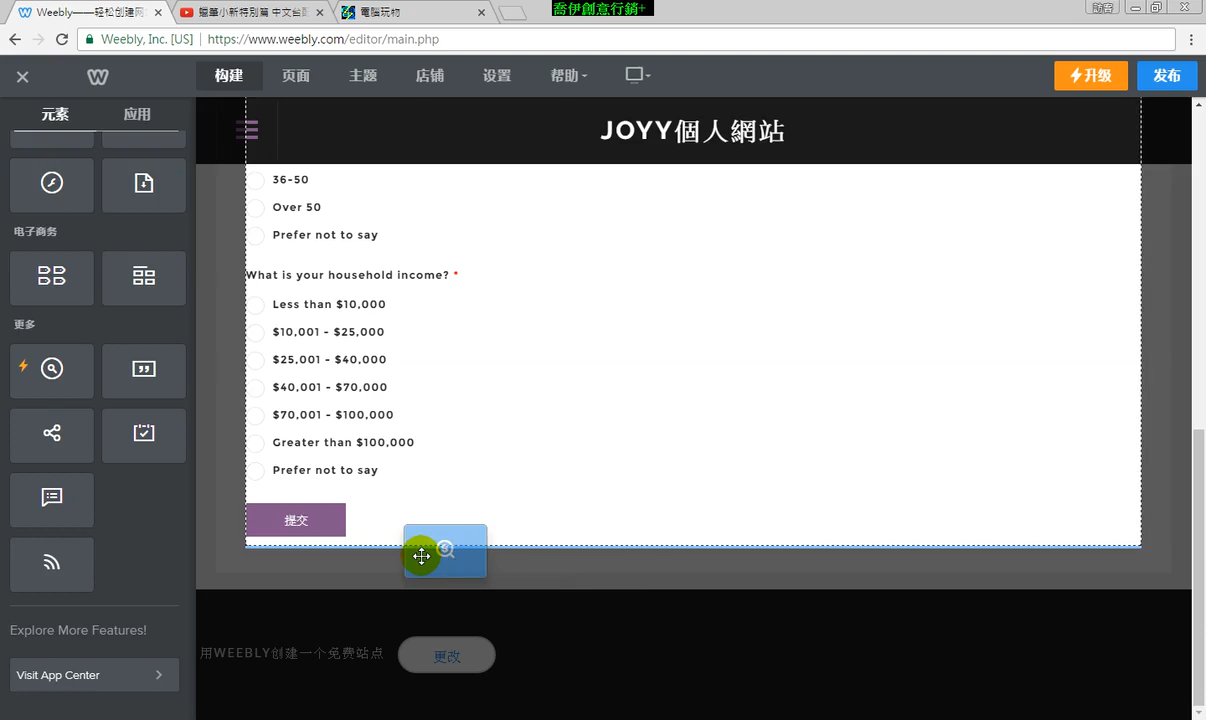 喬伊創意行銷+
Weebly——轻松创建网
蠟筆小新特別篇 中文台配
電腦玩物
訪客
Weebly, Inc. [US] https://www.weebly.com/editor/main.php
构建 页面 主题 店铺 设置 帮助 升级 发布
元素 应用
JOYY個人網站
36-50
Over 50
电子商务
Prefer not to say
What is your household income? *
Less than $10,000
更多
$10,001 - $25,000
$25,001 - $40,000
$40,001 - $70,000
$70,001 - $100,000
Greater than $100,000
Prefer not to say
提交
Explore More Features!
用WEEBLY创建一个免费站点 更改
Visit App Center